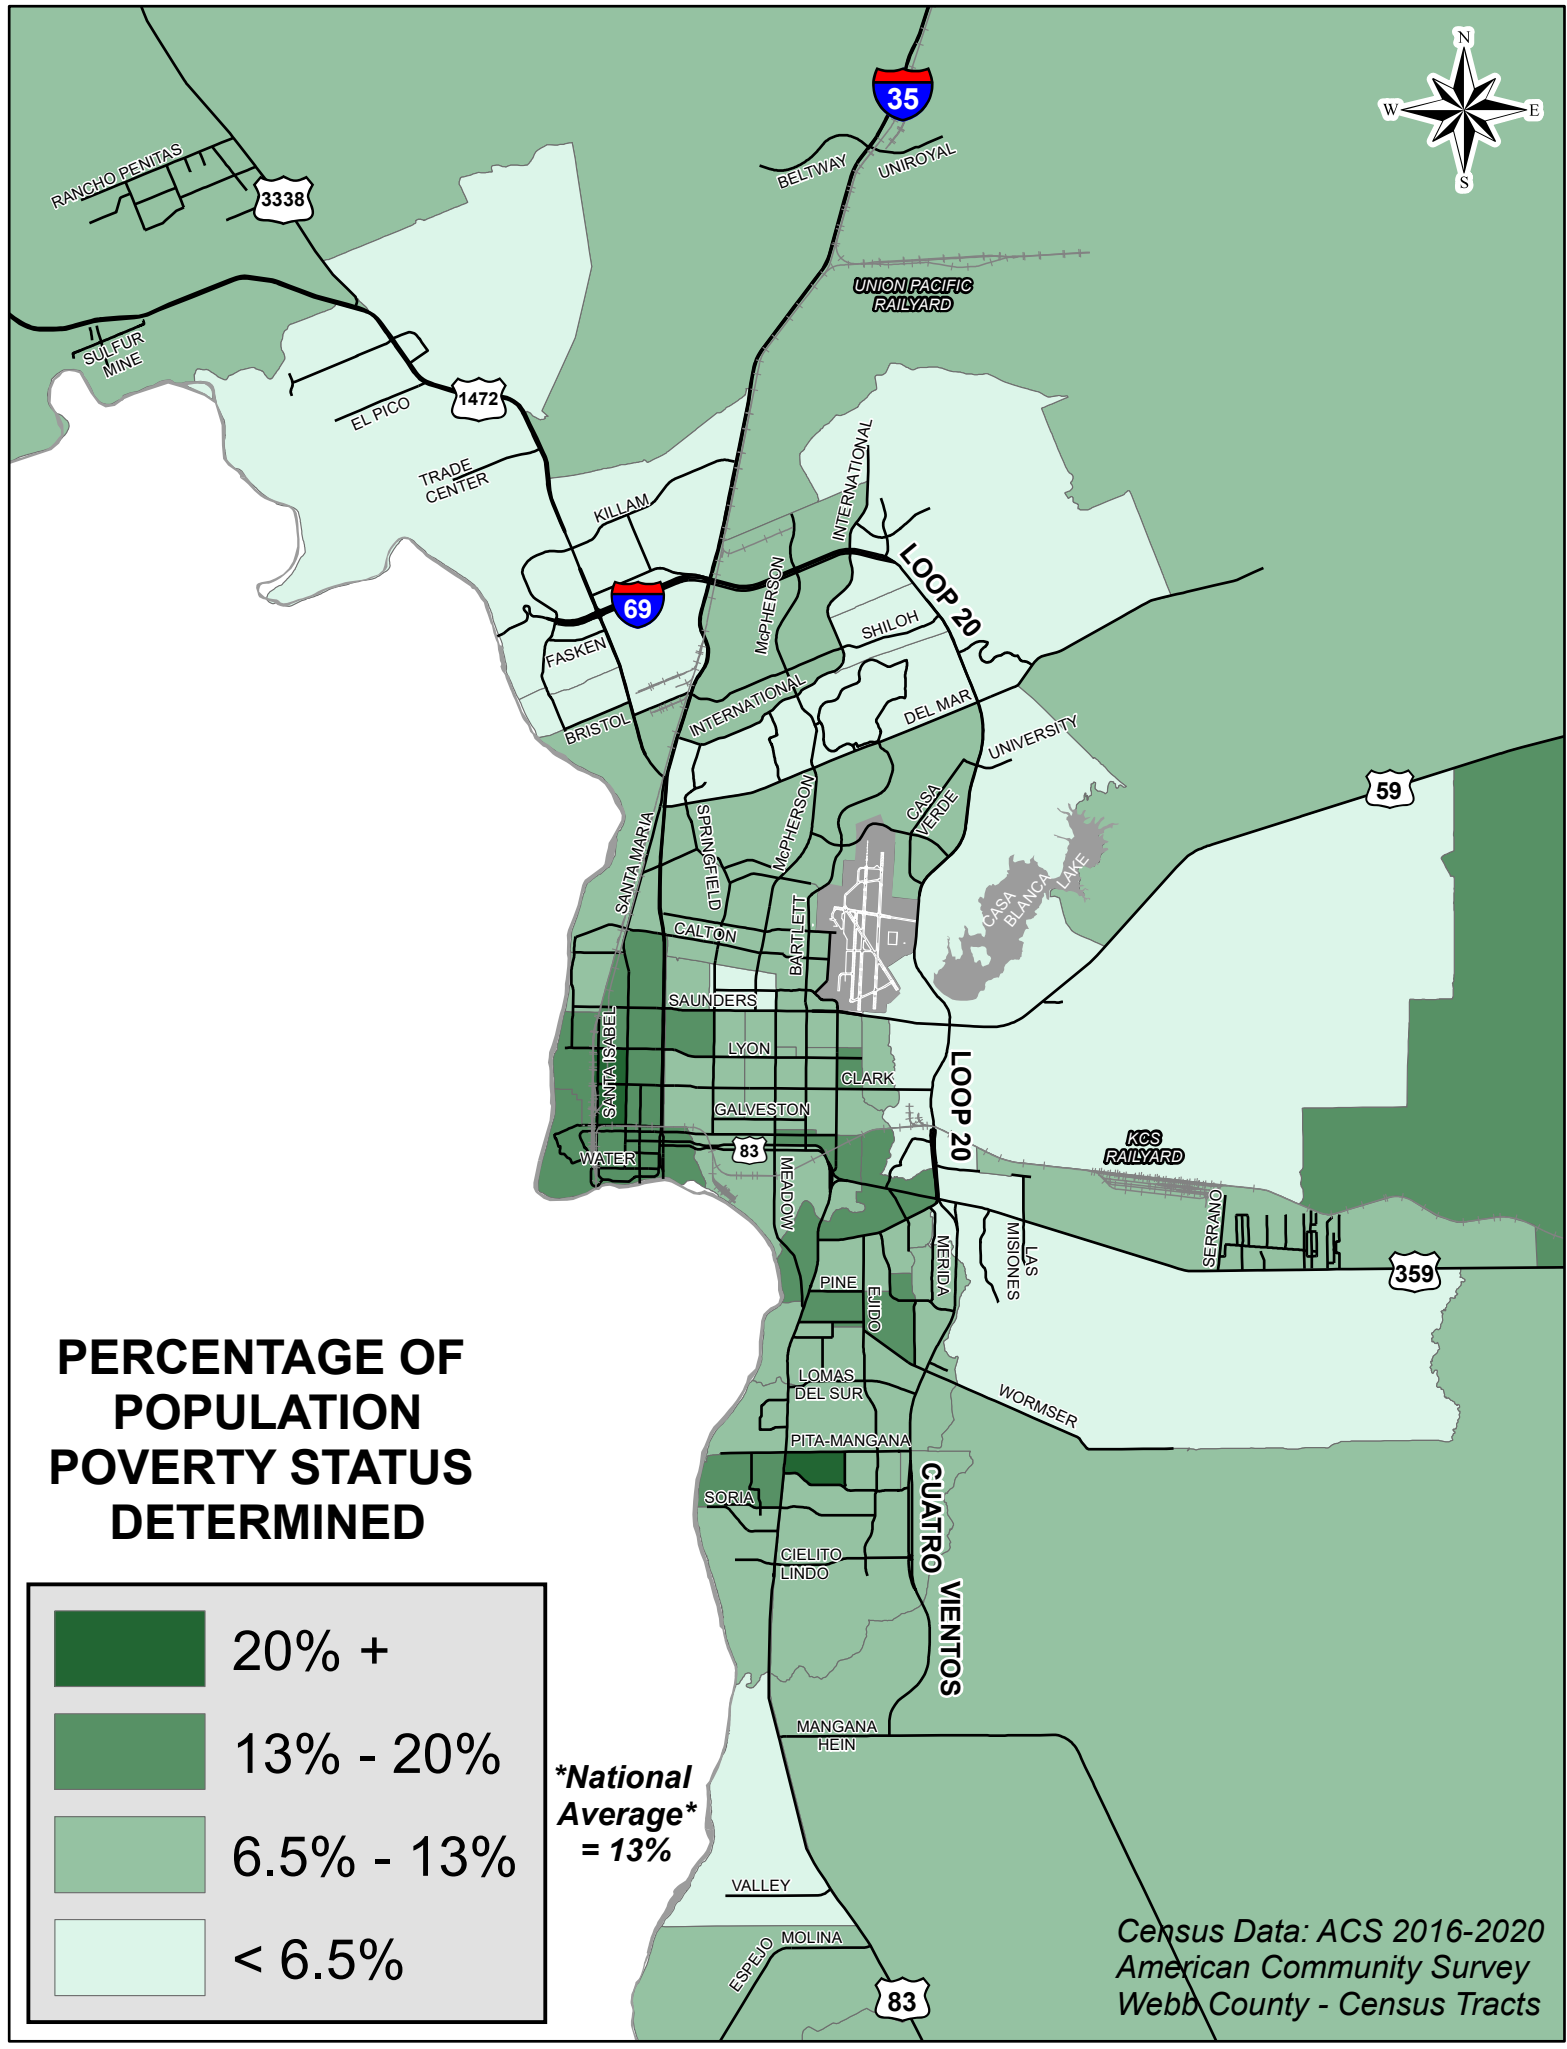 N
W
E
S
35
BELTWAY
UNIROYAL
RANCHO PENITAS
3338
UNION PACIFIC
RAILYARD
SULFUR
MINE
EL PICO
1472
TRADE
CENTER
KILLAM
INTERNATIONAL
LOOP 20
McPHERSON
69
SHILOH
FASKEN
INTERNATIONAL
DEL MAR
BRISTOL
UNIVERSITY
59
CASA
VERDE
McPHERSON
SPRINGFIELD
SANTA MARIA
CASA
BLANCA
LAKE
BARTLETT
CALTON
SAUNDERS
SANTA ISABEL
LYON
CLARK
LOOP 20
GALVESTON
83
WATER
KCS
RAILYARD
MEADOW
SERRANO
LAS
MISIONES
MERIDA
359
PINE
EJIDO
LOMAS
DEL SUR
WORMSER
PITA-MANGANA
SORIA
CUATRO VIENTOS
CIELITO
LINDO
MANGANA
HEIN
VALLEY
MOLINA
ESPEJO
83
PERCENTAGE OF
POPULATION
POVERTY STATUS
DETERMINED
20% +
13% - 20%
6.5% - 13%
< 6.5%
*National
Average*
= 13%
Census Data: ACS 2016-2020
American Community Survey
Webb County - Census Tracts